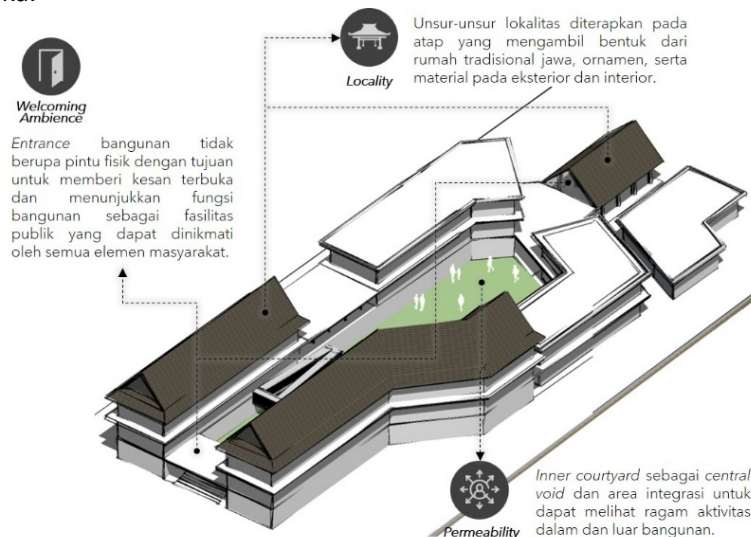 Unsur-unsur lokalitas diterapkan pada
atap yang mengambil bentuk dari
rumah tradisional jawa, ornamen, serta
material pada eksterior dan interior.
Locality
Welcoming
Ambience
Entrance bangunan tidak
berupa pintu fisik dengan tujuan
untuk memberi kesan terbuka
dan menunjukkan fungsi
bangunan sebagai fasilitas
publik yang dapat dinikmati
oleh semua elemen masyarakat.
Inner courtyard sebagai central
void dan area integrasi untuk
dapat melihat ragam aktivitas
dalam dan luar bangunan.
Permeability